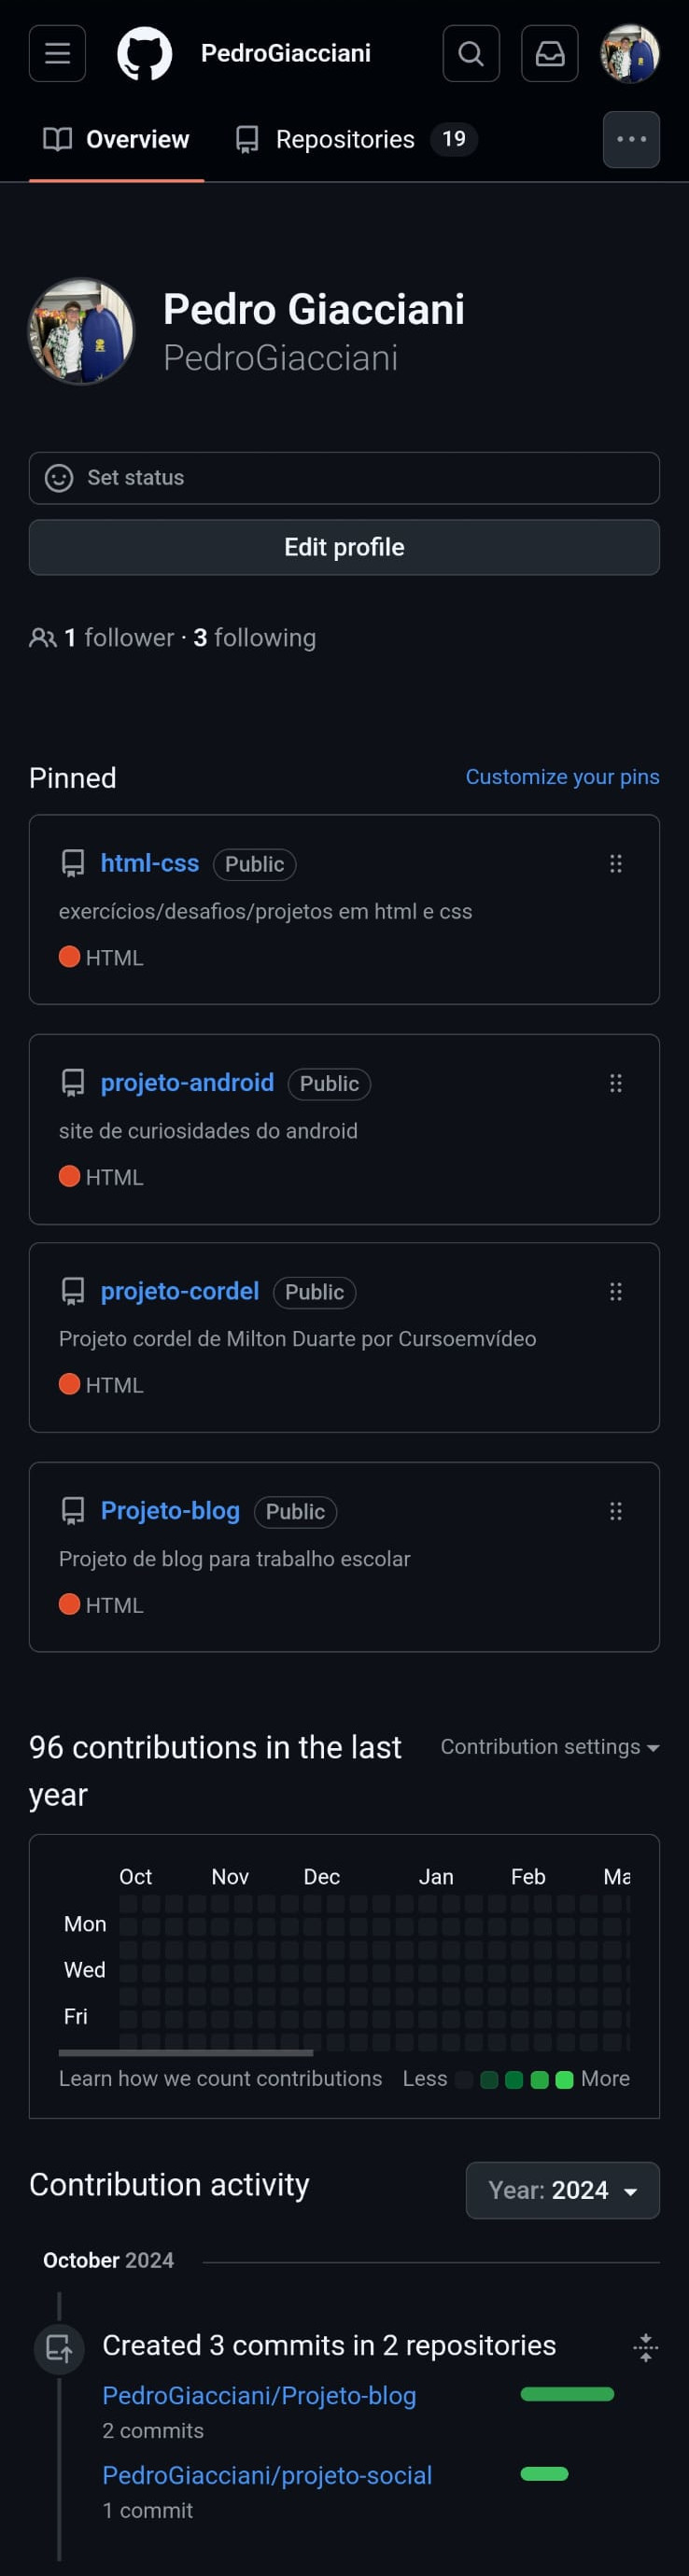 PedroGiacciani
Overview Repositories 19
Pedro Giacciani
PedroGiacciani
Set status
Edit profile
1 follower · 3 following
Pinned Customize your pins
html-css Public
exercícios/desafios/projetos em html e css
HTML
projeto-android Public
site de curiosidades do android
HTML
projeto-cordel Public
Projeto cordel de Milton Duarte por Cursoemvídeo
HTML
Projeto-blog Public
Projeto de blog para trabalho escolar
HTML
96 contributions in the last Contribution settings
year
Oct Nov Dec Jan Feb Ma
Mon
Wed
Fri
Learn how we count contributions Less More
Contribution activity Year: 2024
October 2024
Created 3 commits in 2 repositories
PedroGiacciani/Projeto-blog
2 commits
PedroGiacciani/projeto-social
1 commit